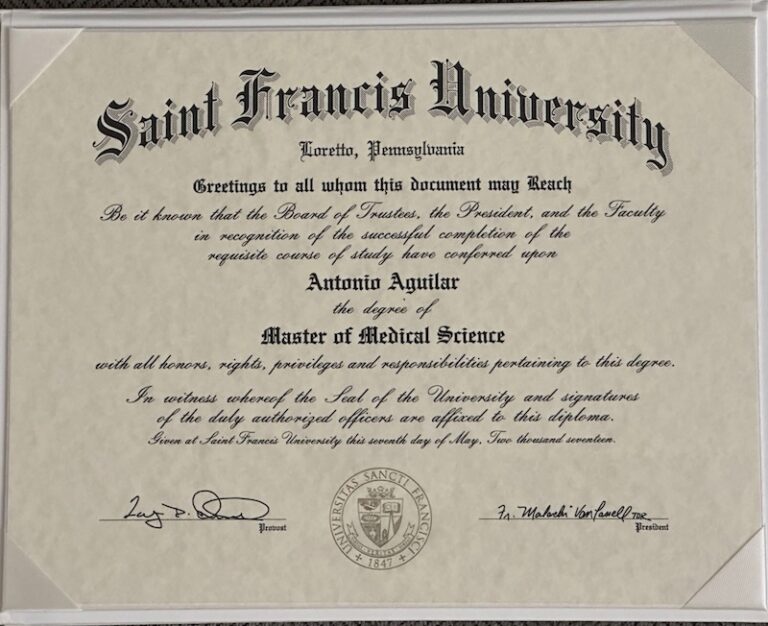 Saint Francis University
Loretto, Pennsylvania
Greetings to all whom this document may Reach
Be it known that the Board of Trustees, the President, and the Faculty
in recognition of the successful completion of the
requisite course of study have conferred upon
Antonio Aguilar
the degree of
Master of Medical Science
with all honors, rights, privileges and responsibilities pertaining to this degree.
In witness whereof the Seal of the University and signatures
of the duly authorized officers are affixed to this diploma.
Given at Saint Francis University this seventh day of May, Two thousand seventeen.
Provost
UNIVERSITAS SANCTI FRANCISCI
1847
Fr. Malachi Van Tassell TOR
President